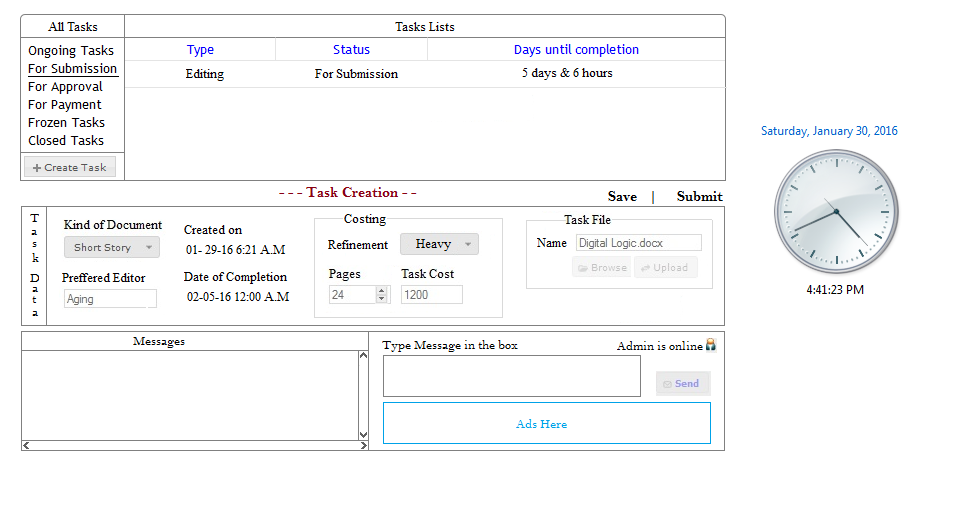 All Tasks
Tasks Lists
Ongoing Tasks
For Submission
For Approval
For Payment
Frozen Tasks
Closed Tasks
+ Create Task
Type Status Days until completion
Editing For Submission 5 days & 6 hours
Saturday, January 30, 2016
4:41:23 PM
- - - Task Creation - -
Save | Submit
Task Data
Kind of Document
Short Story
Preffered Editor
Aging
Created on
01- 29-16 6:21 A.M
Date of Completion
02-05-16 12:00 A.M
Costing
Refinement Heavy
Pages Task Cost
24 1200
Task File
Name Digital Logic.docx
Browse Upload
Messages
Type Message in the box
Admin is online
Send
Ads Here